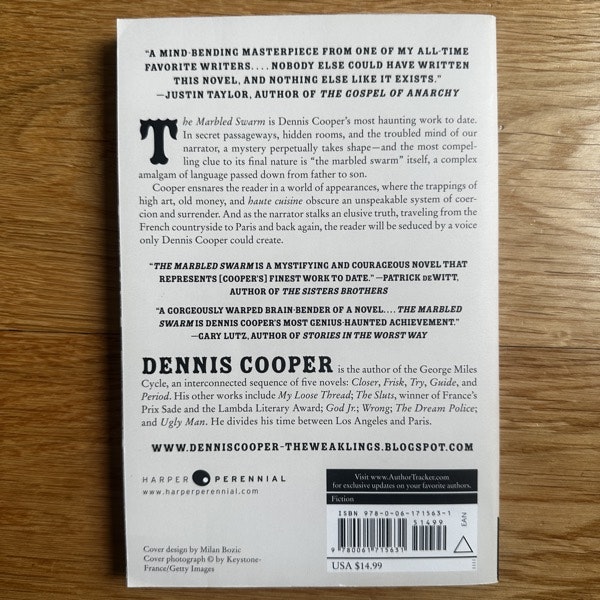 “A MIND-BENDING MASTERPIECE FROM ONE OF MY ALL-TIME
FAVORITE WRITERS. . . . NOBODY ELSE COULD HAVE WRITTEN
THIS NOVEL, AND NOTHING ELSE LIKE IT EXISTS.”
—JUSTIN TAYLOR, AUTHOR OF THE GOSPEL OF ANARCHY
The Marbled Swarm is Dennis Cooper’s most haunting work to date.
In secret passageways, hidden rooms, and the troubled mind of our
narrator, a mystery perpetually takes shape—and the most compel-
ling clue to its final nature is “the marbled swarm” itself, a complex
amalgam of language passed down from father to son.
Cooper ensnares the reader in a world of appearances, where the trappings of
high art, old money, and haute cuisine obscure an unspeakable system of coer-
cion and surrender. And as the narrator stalks an elusive truth, traveling from the
French countryside to Paris and back again, the reader will be seduced by a voice
only Dennis Cooper could create.
“THE MARBLED SWARM IS A MYSTIFYING AND COURAGEOUS NOVEL THAT
REPRESENTS [COOPER’S] FINEST WORK TO DATE.” —PATRICK DEWITT,
AUTHOR OF THE SISTERS BROTHERS
“A GORGEOUSLY WARPED BRAIN-BENDER OF A NOVEL. . . . THE MARBLED
SWARM IS DENNIS COOPER’S MOST GENIUS-HAUNTED ACHIEVEMENT.”
—GARY LUTZ, AUTHOR OF STORIES IN THE WORST WAY
DENNIS COOPER is the author of the George Miles
Cycle, an interconnected sequence of five novels: Closer, Frisk, Try, Guide, and
Period. His other works include My Loose Thread; The Sluts, winner of France’s
Prix Sade and the Lambda Literary Award; God Jr.; Wrong; The Dream Police;
and Ugly Man. He divides his time between Los Angeles and Paris.
WWW.DENNISCOOPER-THEWEAKLINGS.BLOGSPOT.COM
HARPER PERENNIAL
www.harperperennial.com
Visit www.AuthorTracker.com
for exclusive updates on your favorite authors.
Fiction
ISBN 978-0-06-171563-1
51499
EAN
9 780061 715631
USA $14.99
Cover design by Milan Bozic
Cover photograph © by Keystone-
France/Getty Images